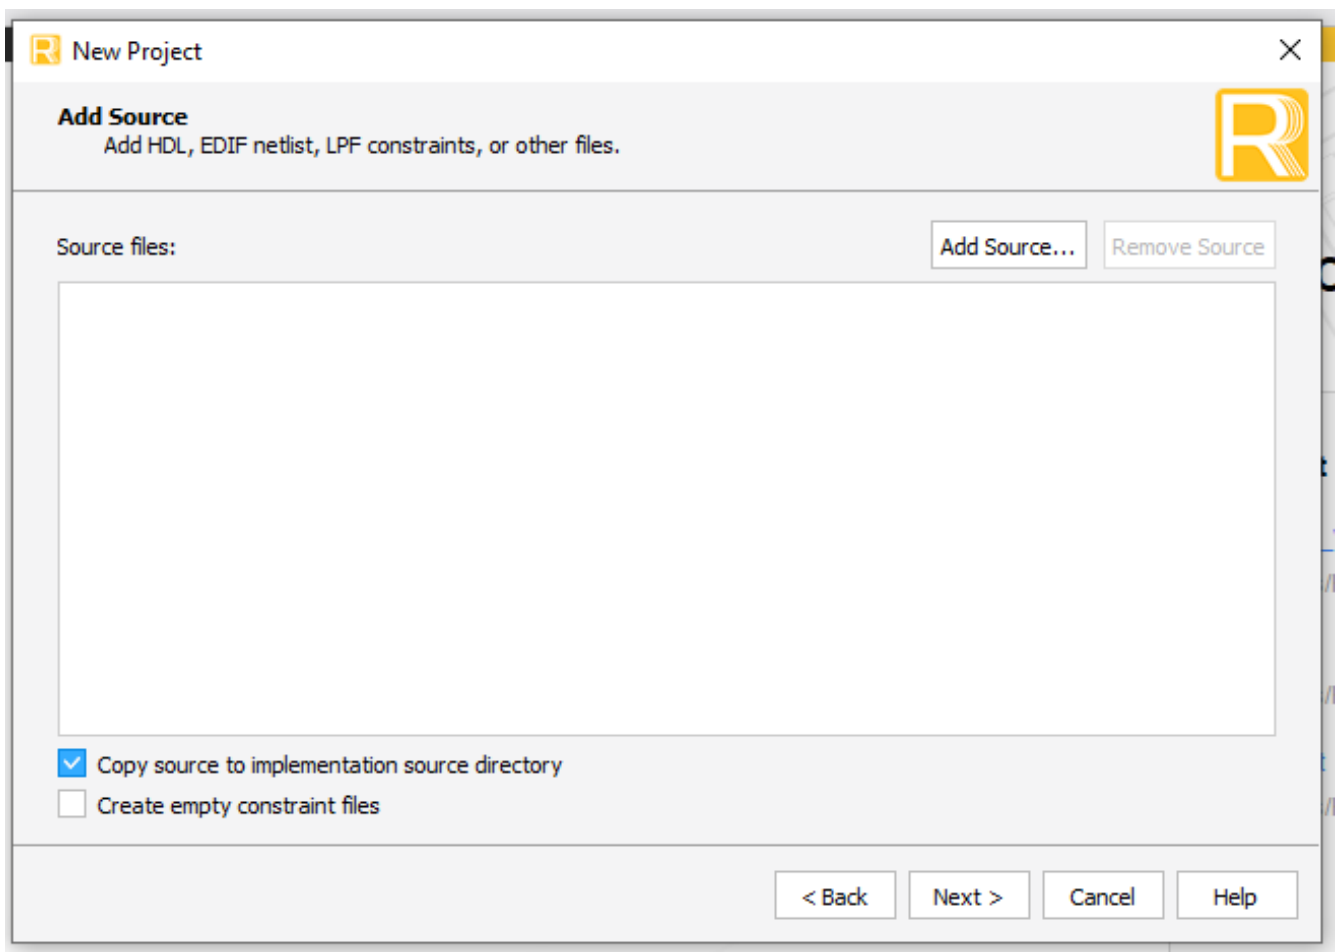 New Project
Add Source
Add HDL, EDIF netlist, LPF constraints, or other files.
Source files:
Add Source...
Remove Source
Copy source to implementation source directory
Create empty constraint files
< Back
Next >
Cancel
Help